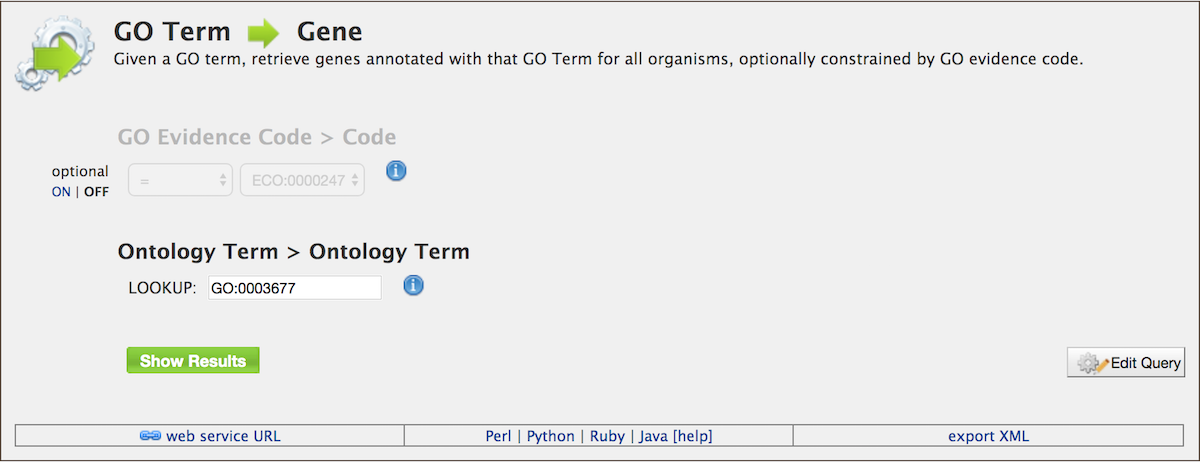 GO Term Gene
Given a GO term, retrieve genes annotated with that GO Term for all organisms, optionally constrained by GO evidence code.
GO Evidence Code > Code
optional
ON | OFF
= ECO:0000247
Ontology Term > Ontology Term
LOOKUP: GO:0003677
Show Results
Edit Query
web service URL
Perl | Python | Ruby | Java [help]
export XML